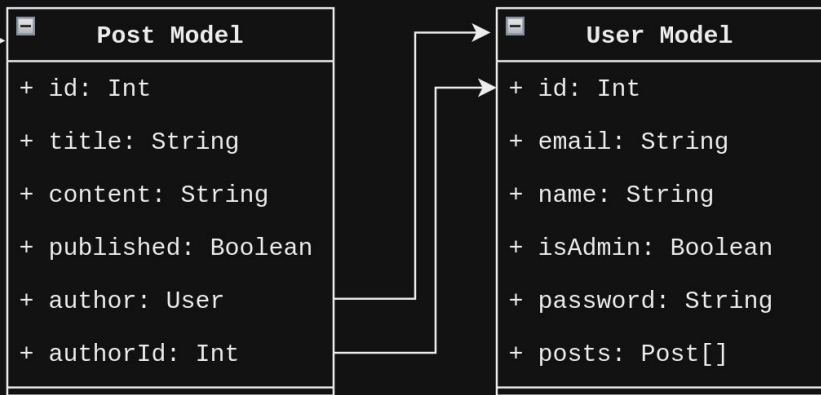 Post Model
+ id: Int
+ title: String
+ content: String
+ published: Boolean
+ author: User
+ authorId: Int
User Model
+ id: Int
+ email: String
+ name: String
+ isAdmin: Boolean
+ password: String
+ posts: Post[]